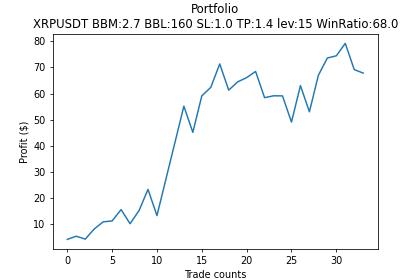 Portfolio
XRPUSDT BBM:2.7 BBL:160 SL:1.0 TP:1.4 lev:15 WinRatio:68.0
80
70
60
50
40
30
20
10
Profit ($)
0 5 10 15 20 25 30
Trade counts